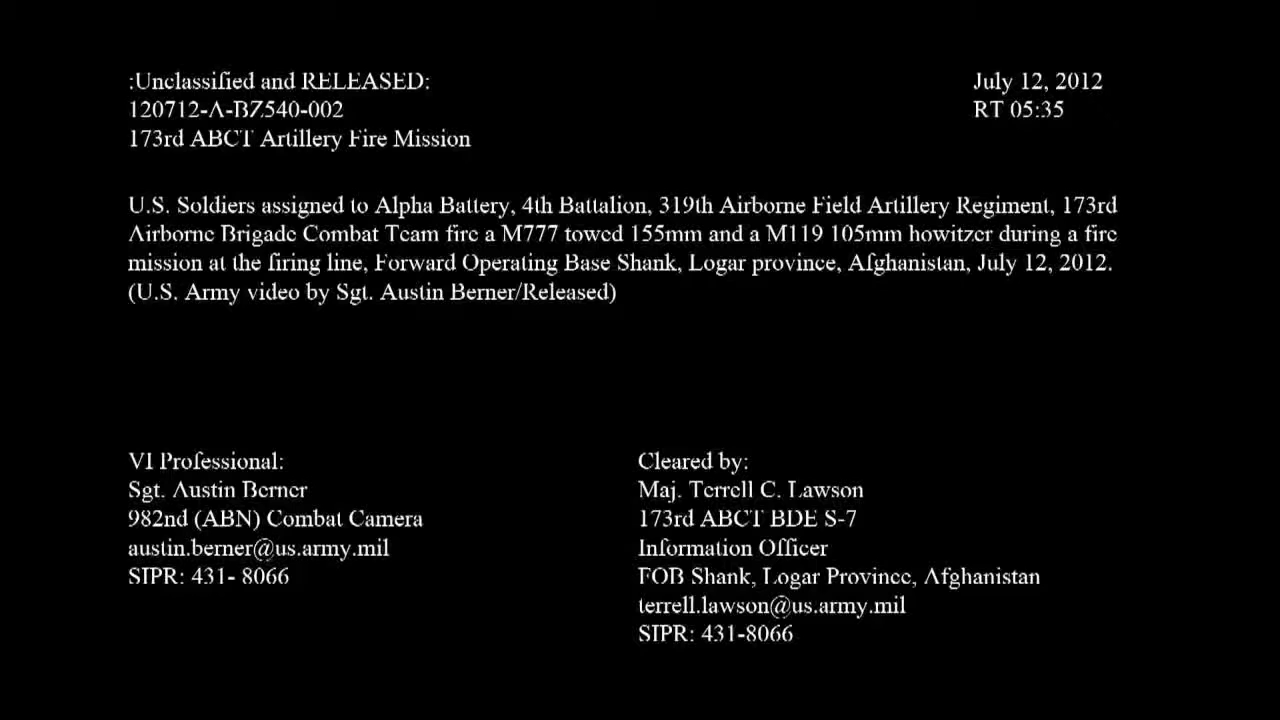 :Unclassified and RELEASED:
July 12, 2012
120712-A-BZ540-002
RT 05:35
173rd ABCT Artillery Fire Mission
U.S. Soldiers assigned to Alpha Battery, 4th Battalion, 319th Airborne Field Artillery Regiment, 173rd
Airborne Brigade Combat Team fire a M777 towed 155mm and a M119 105mm howitzer during a fire
mission at the firing line, Forward Operating Base Shank, Logar province, Afghanistan, July 12, 2012.
(U.S. Army video by Sgt. Austin Berner/Released)
VI Professional:
Sgt. Austin Berner
982nd (ABN) Combat Camera
austin.berner@us.army.mil
SIPR: 431- 8066
Cleared by:
Maj. Terrell C. Lawson
173rd ABCT BDE S-7
Information Officer
FOB Shank, Logar Province, Afghanistan
terrell.lawson@us.army.mil
SIPR: 431-8066